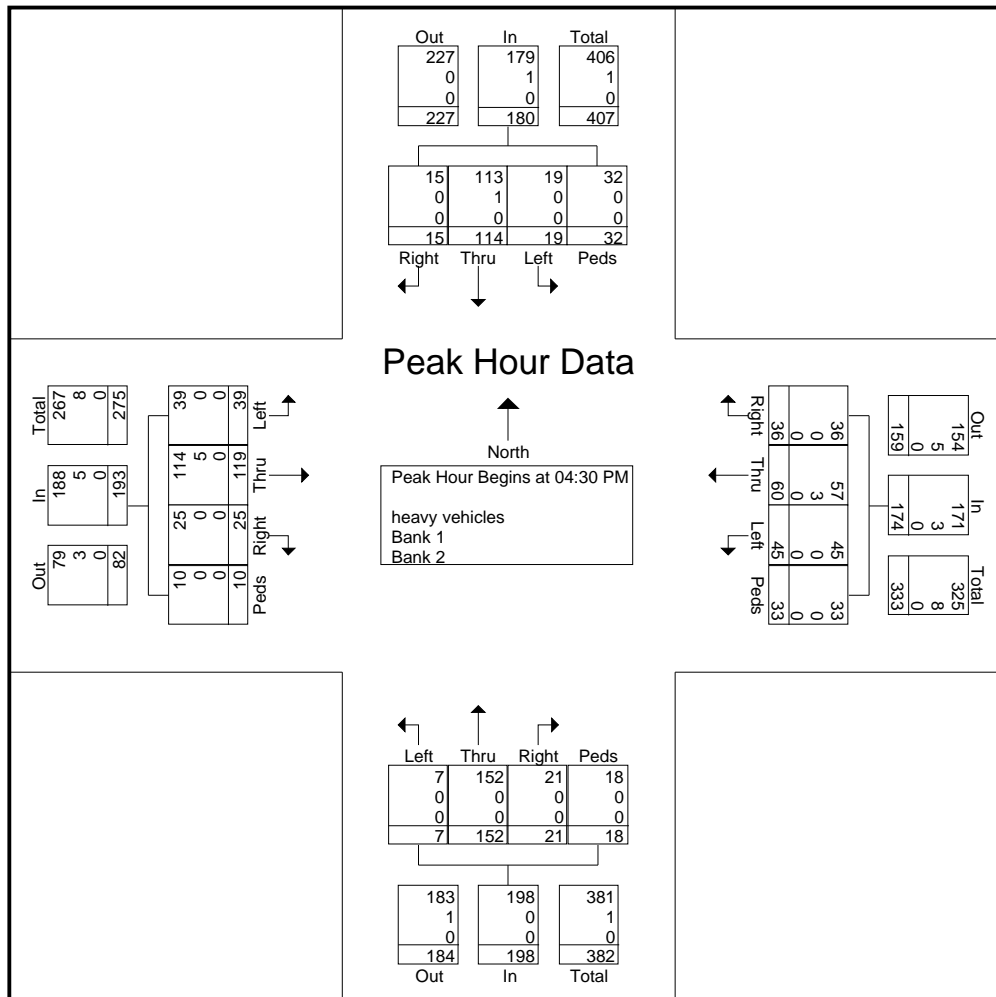 Out In Total
227 179 406
0 1 1
0 0 0
227 180 407
15 113 19 32
0 1 0 0
0 0 0 0
15 114 19 32
Right Thru Left Peds
Peak Hour Data
North
Peak Hour Begins at 04:30 PM
heavy vehicles
Bank 1
Bank 2
Total
267
8
0
275
In
188
5
0
193
Out
79
3
0
82
39
0
0
39
Left
114
5
0
119
Thru
25
0
0
25
Right
10
0
0
10
Peds
Right
36
0
0
36
Thru
57
3
0
60
Left
45
0
0
45
Peds
33
0
0
33
Out
154
5
0
159
In
171
3
0
174
Total
325
8
0
333
Left Thru Right Peds
7 152 21 18
0 0 0 0
0 0 0 0
7 152 21 18
183 198 381
1 0 1
0 0 0
184 198 382
Out In Total